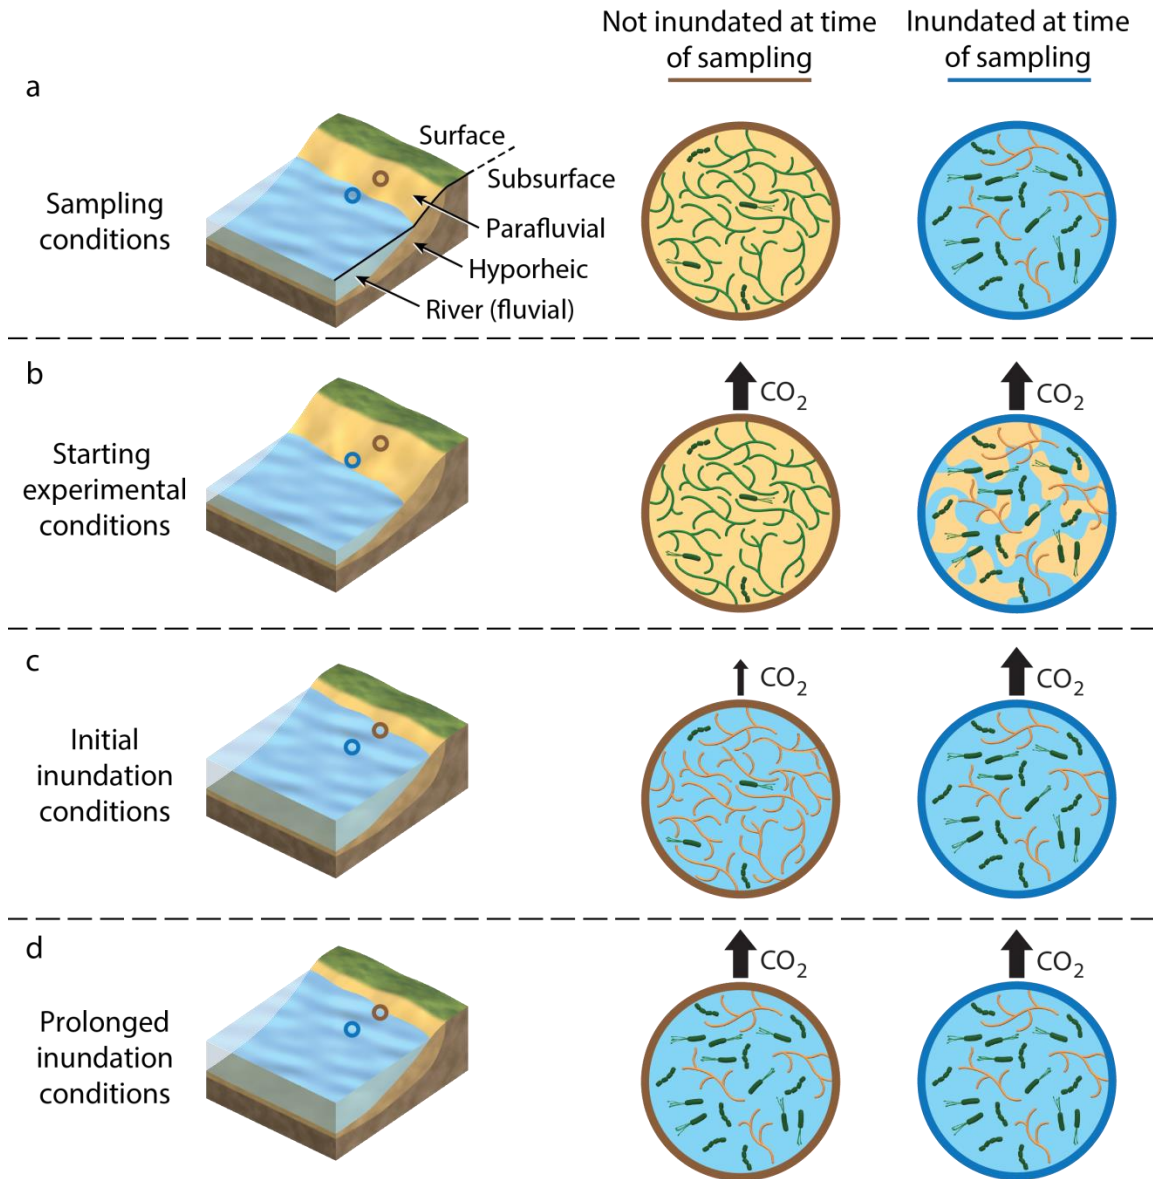 Not inundated at time
of sampling
Inundated at time
of sampling
a
Sampling
conditions
Surface
Subsurface
Parafluvial
Hyporheic
River (fluvial)
b
Starting
experimental
conditions
CO₂
CO₂
c
Initial
inundation
conditions
CO₂
CO₂
d
Prolonged
inundation
conditions
CO₂
CO₂